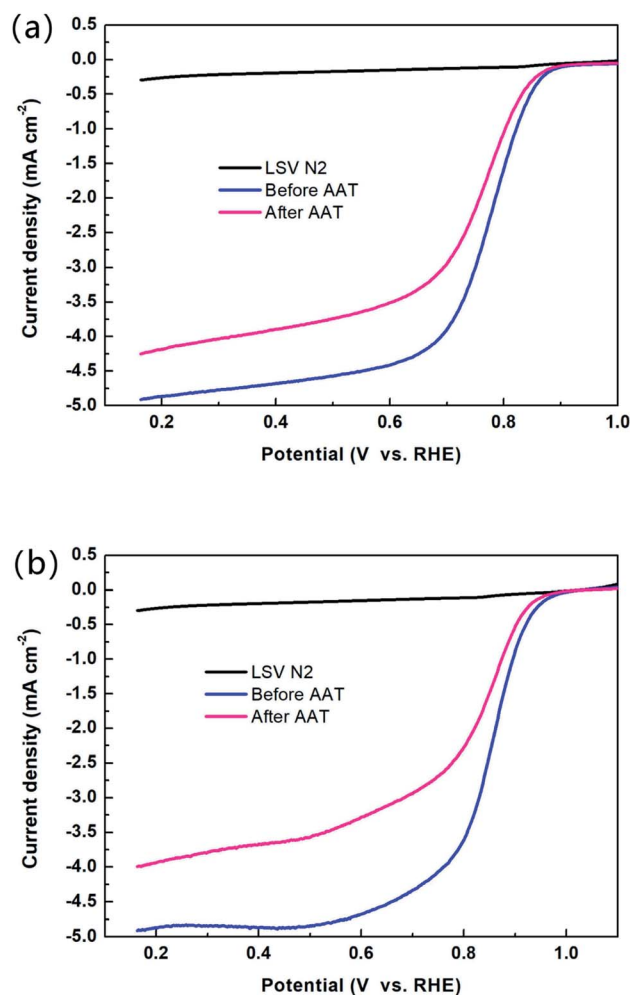 (a)
0.5
0.0
-0.5
-1.0
-1.5
-2.0
-2.5
-3.0
-3.5
-4.0
-4.5
-5.0
Current density (mA cm-2)
LSV N2
Before AAT
After AAT
0.2 0.4 0.6 0.8 1.0
Potential (V vs. RHE)
(b)
0.5
0.0
-0.5
-1.0
-1.5
-2.0
-2.5
-3.0
-3.5
-4.0
-4.5
-5.0
Current density (mA cm-2)
LSV N2
Before AAT
After AAT
0.2 0.4 0.6 0.8 1.0
Potential (V vs. RHE)